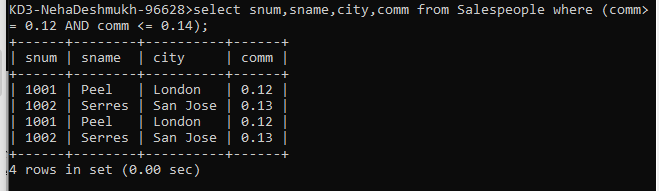 KD3-NehaDeshmukh-96628>select snum,sname,city,comm from Salespeople where (comm>
= 0.12 AND comm <= 0.14);
+------+--------+----------+------+
| snum | sname  | city     | comm |
+------+--------+----------+------+
| 1001 | Peel   | London   | 0.12 |
| 1002 | Serres | San Jose | 0.13 |
| 1001 | Peel   | London   | 0.12 |
| 1002 | Serres | San Jose | 0.13 |
+------+--------+----------+------+
4 rows in set (0.00 sec)